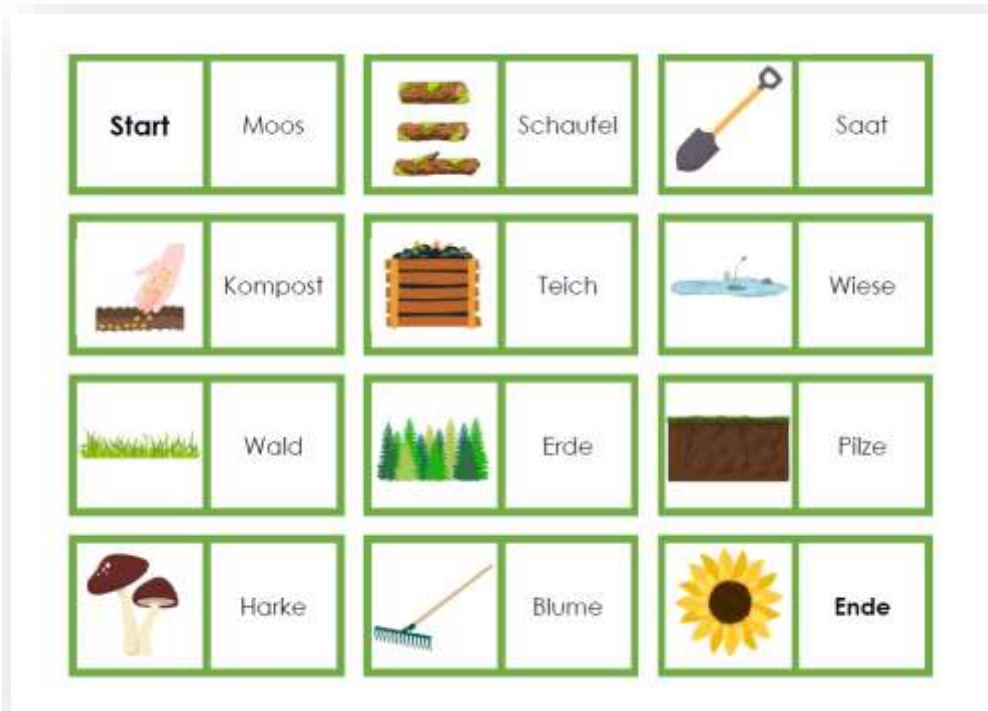 Start
Moos
Schaufel
Saat
Kompost
Teich
Wiese
Wald
Erde
Pilze
Harke
Blume
Ende